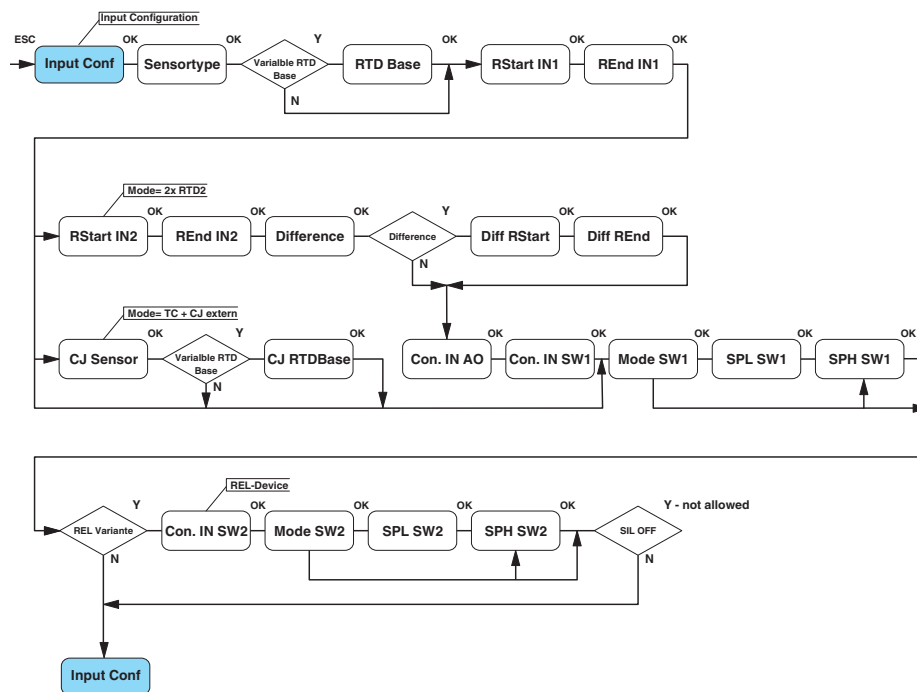 Input Configuration
ESC
OK
OK
Y
OK
OK
OK
Input Conf
Sensortype
Varialble RTD
Base
RTD Base
RStart IN1
REnd IN1
N
Mode= 2x RTD2
OK
OK
OK
Y
OK
OK
RStart IN2
REnd IN2
Difference
Difference
Diff RStart
Diff REnd
N
Mode= TC + CJ extern
OK
Y
OK
OK
OK
OK
OK
OK
CJ Sensor
Varialble RTD
Base
CJ RTDBase
Con. IN AO
Con. IN SW1
Mode SW1
SPL SW1
SPH SW1
N
REL-Device
Y
OK
OK
OK
OK
Y - not allowed
REL Variante
Con. IN SW2
Mode SW2
SPL SW2
SPH SW2
SIL OFF
N
N
Input Conf